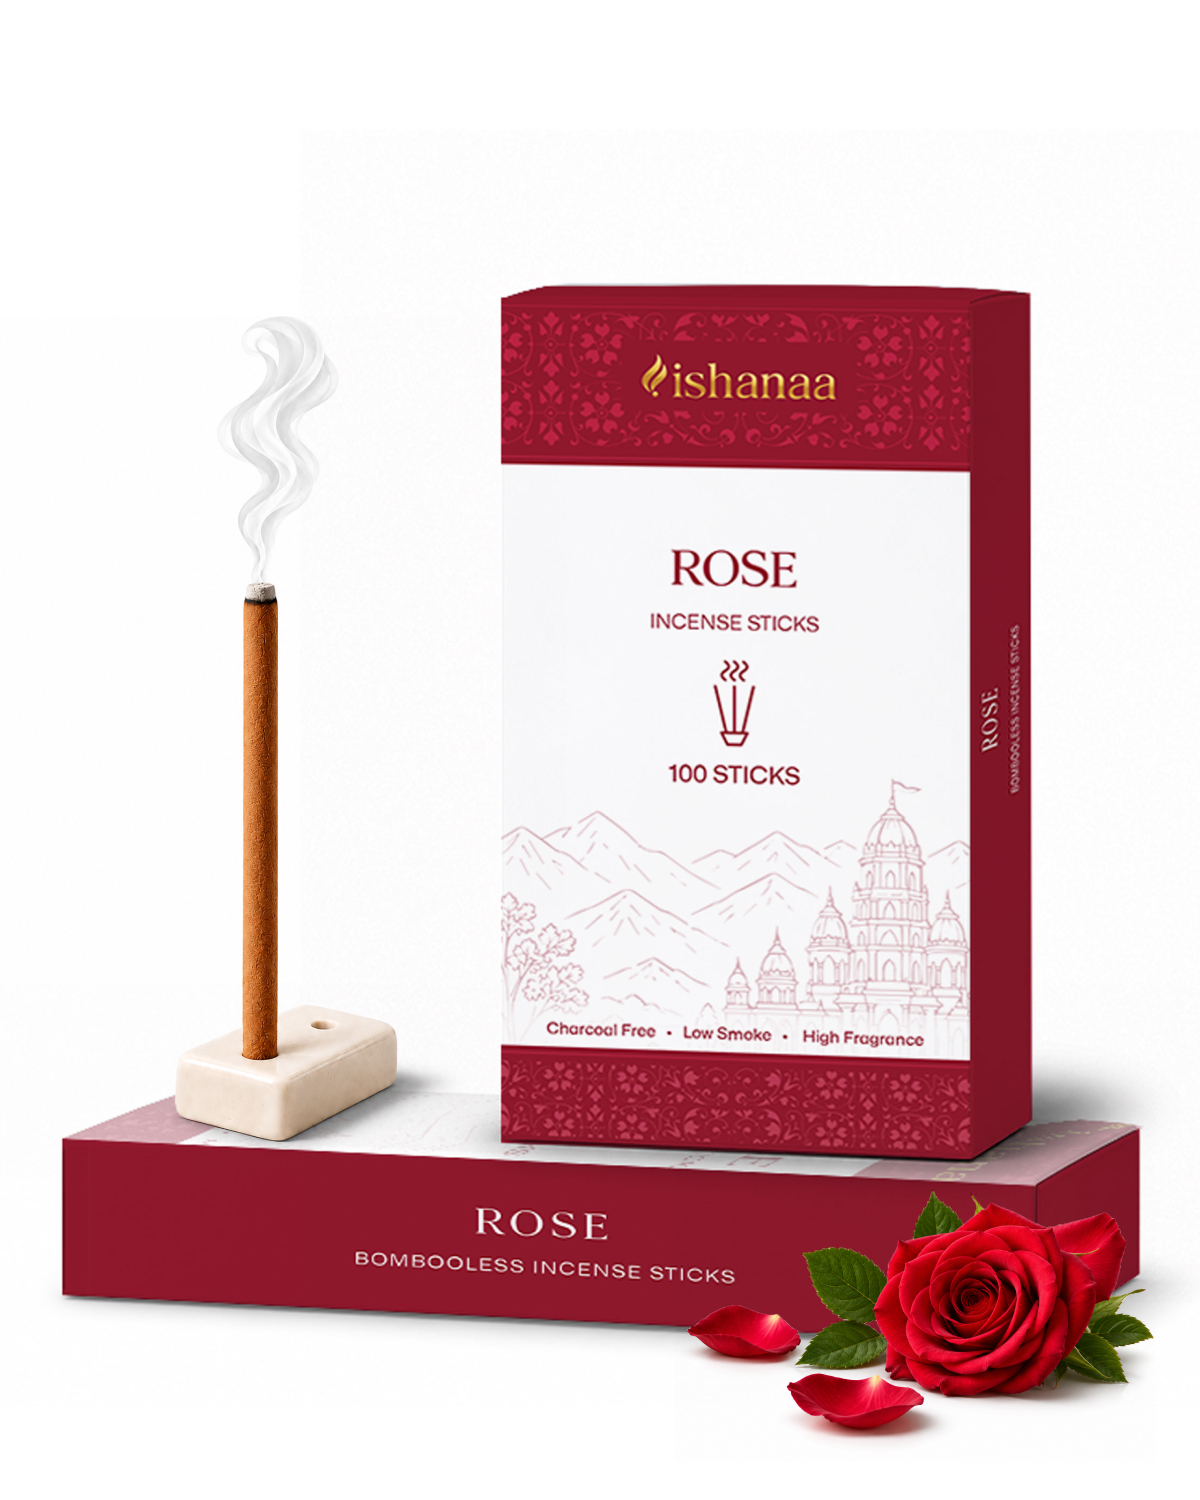 ishanaa
ROSE
INCENSE STICKS
100 STICKS
Charcoal Free • Low Smoke • High Fragrance
ROSE
BOMBOOLESS INCENSE STICKS
ROSE
BOMBOOLESS INCENSE STICKS